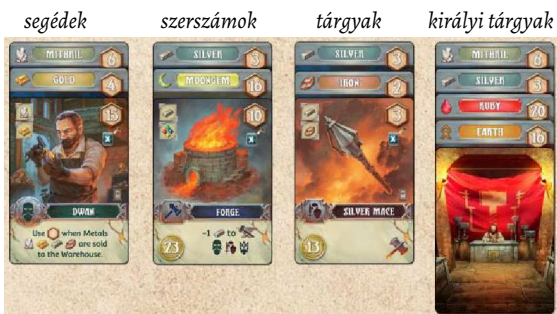 segédek
szerszámok
tárgyak
királyi tárgyak
MITHRIL 6
GOLD 4
15
DWAN
Use when Metals
are sold
to the Warehouse.
SILVER 3
MOONGEM 16
10
FORGE
-1 to
23
SILVER 3
IRON 2
3
SILVER MACE
13
MITHRIL 6
SILVER 3
RUBY 20
EARTH 16